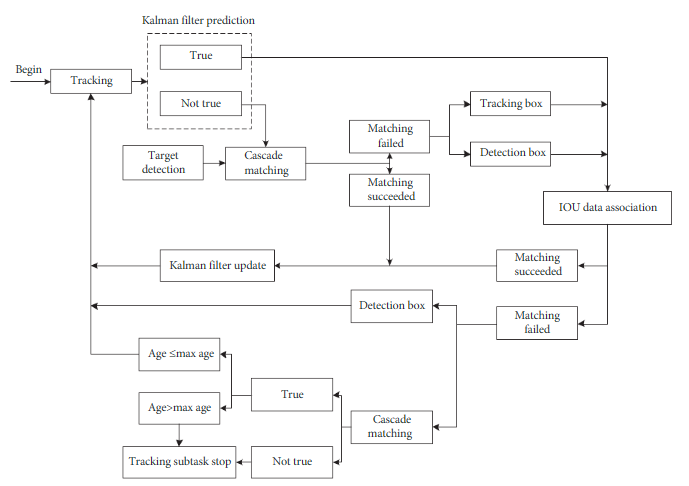 Kalman filter prediction
Begin
Tracking
True
Not true
Target
detection
Cascade
matching
Matching
failed
Matching
succeeded
Tracking box
Detection box
IOU data association
Kalman filter update
Matching
succeeded
Detection box
Matching
failed
Age ≤max age
Age>max age
True
Cascade
matching
Tracking subtask stop
Not true